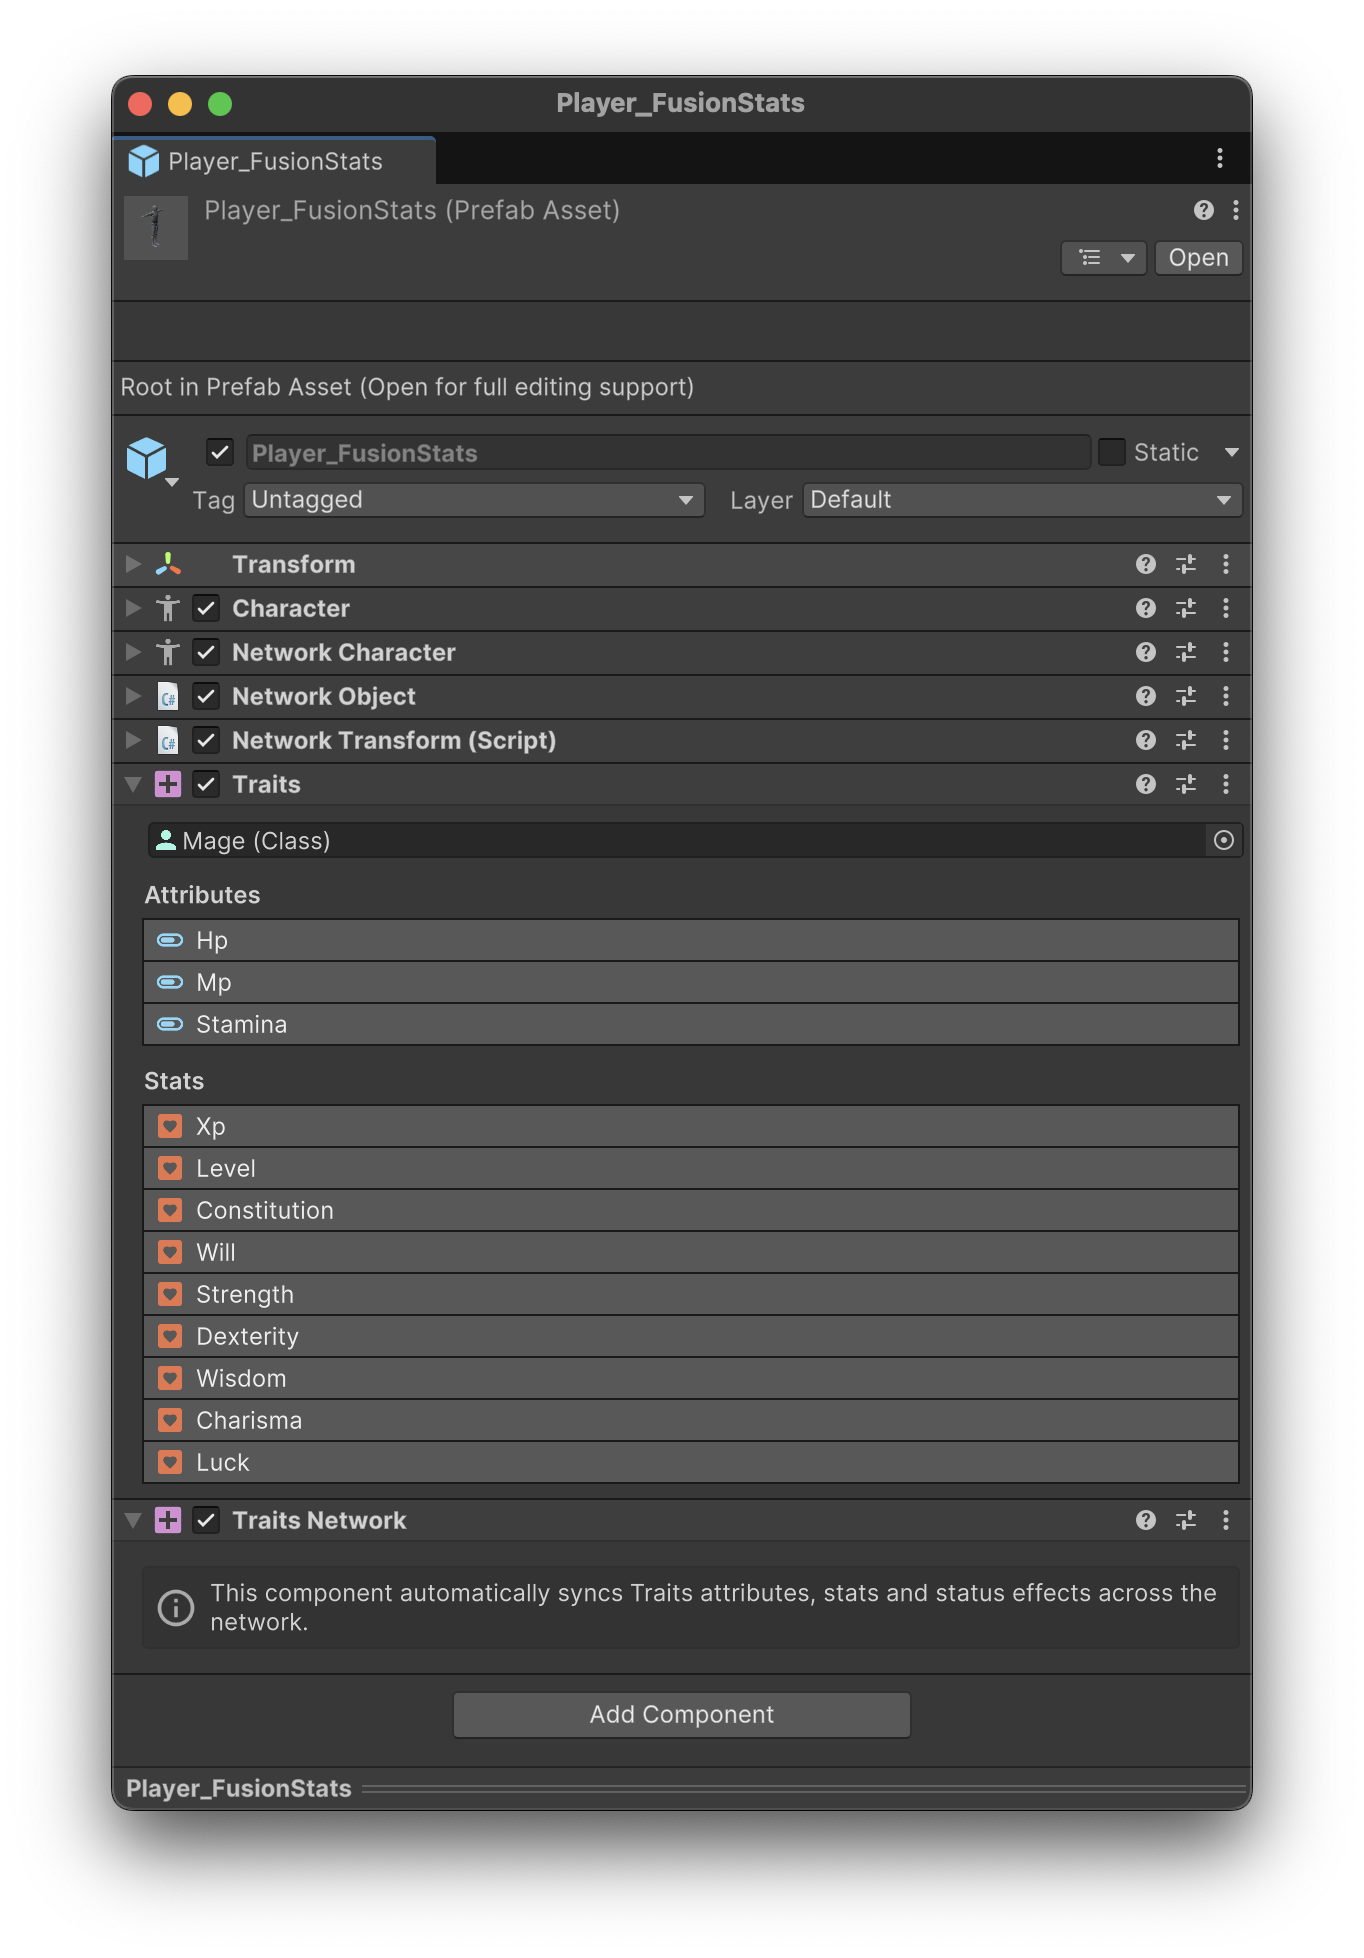 Player_FusionStats
Player_FusionStats
Player_FusionStats (Prefab Asset)
Open
Root in Prefab Asset (Open for full editing support)
Player_FusionStats
Static
Tag Untagged Layer Default
Transform
Character
Network Character
C# Network Object
C# Network Transform (Script)
Traits
Mage (Class)
Attributes
Hp
Mp
Stamina
Stats
Xp
Level
Constitution
Will
Strength
Dexterity
Wisdom
Charisma
Luck
Traits Network
This component automatically syncs Traits attributes, stats and status effects across the
network.
Add Component
Player_FusionStats